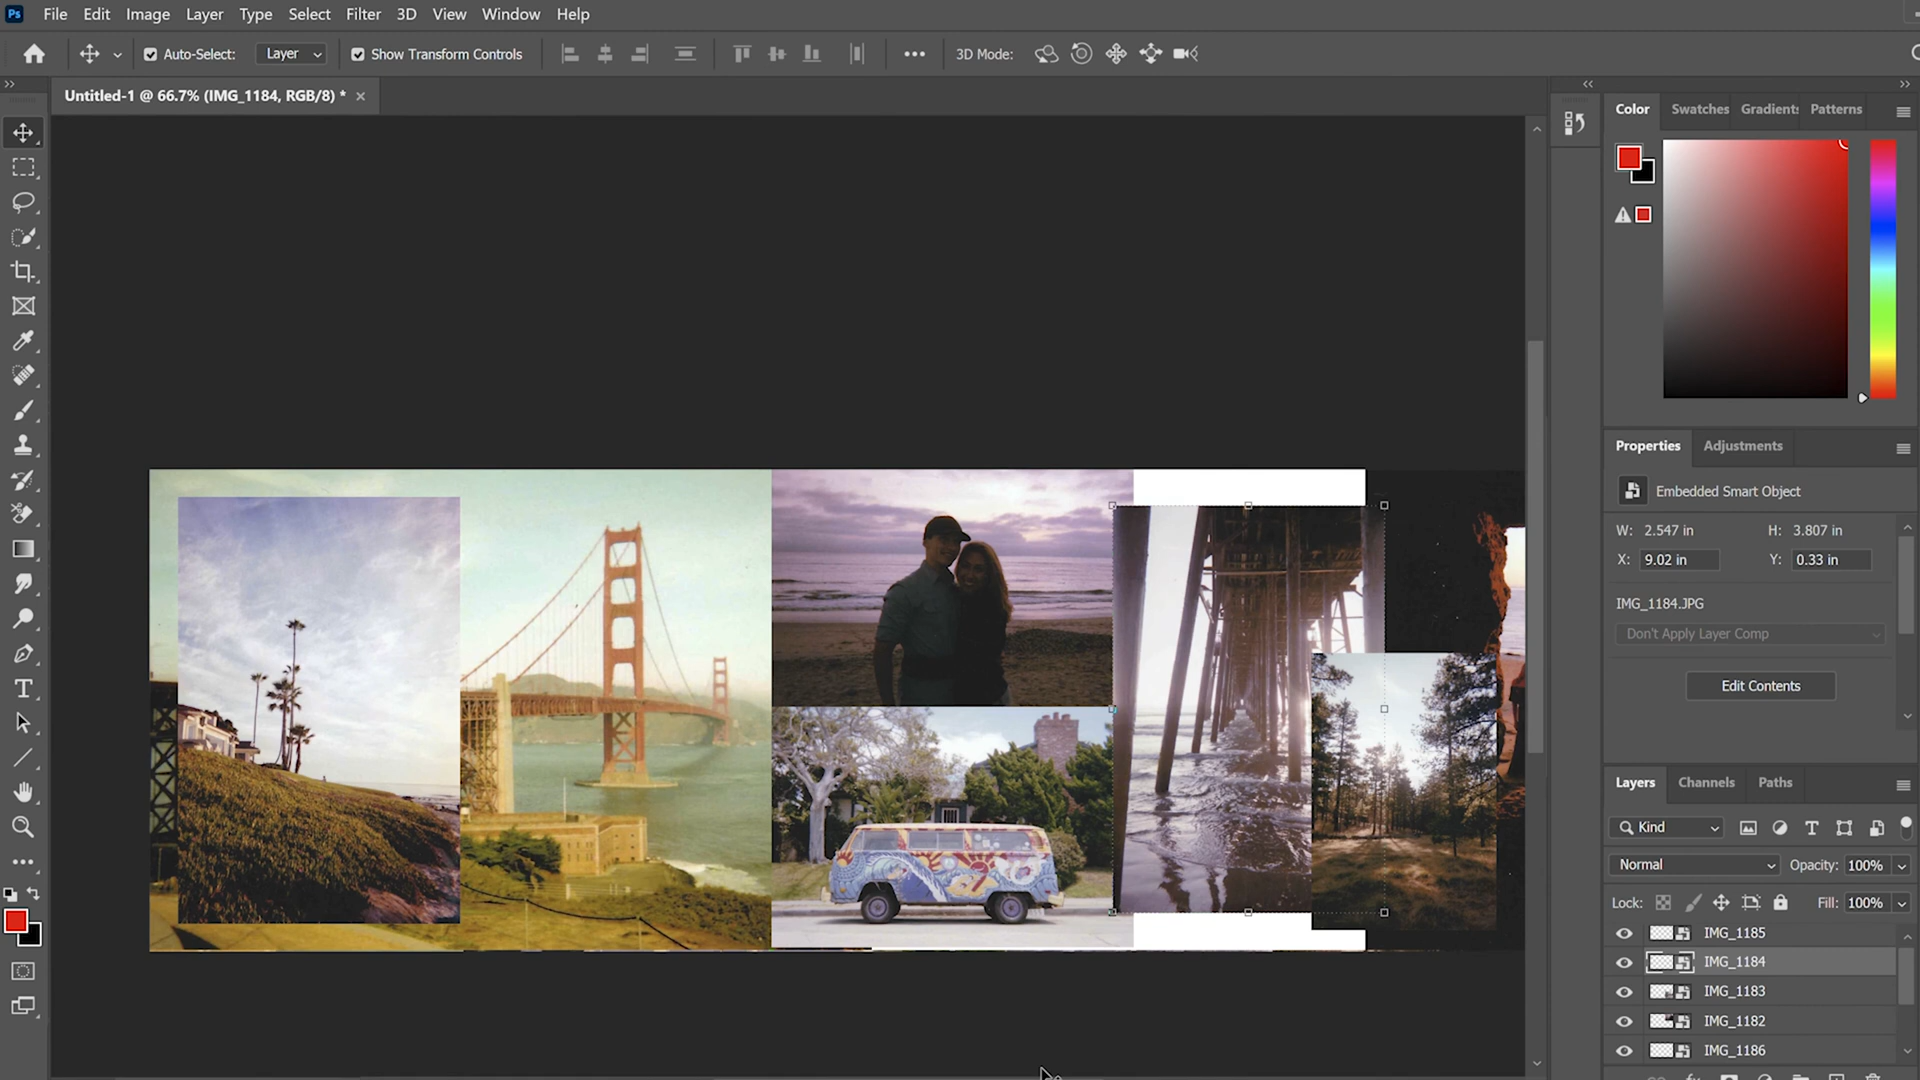 Ps File Edit Image Layer Type Select Filter 3D View Window Help
Auto-Select: Layer Show Transform Controls 3D Mode:
Untitled-1 @ 66.7% (IMG_1184, RGB/8) *
Color Swatches Gradients Patterns
Properties Adjustments
Embedded Smart Object
W: 2.547 in H: 3.807 in
X: 9.02 in Y: 0.33 in
IMG_1184.JPG
Don't Apply Layer Comp
Edit Contents
Layers Channels Paths
Kind
Normal Opacity: 100%
Lock: Fill: 100%
IMG_1185
IMG_1184
IMG_1183
IMG_1182
IMG_1186